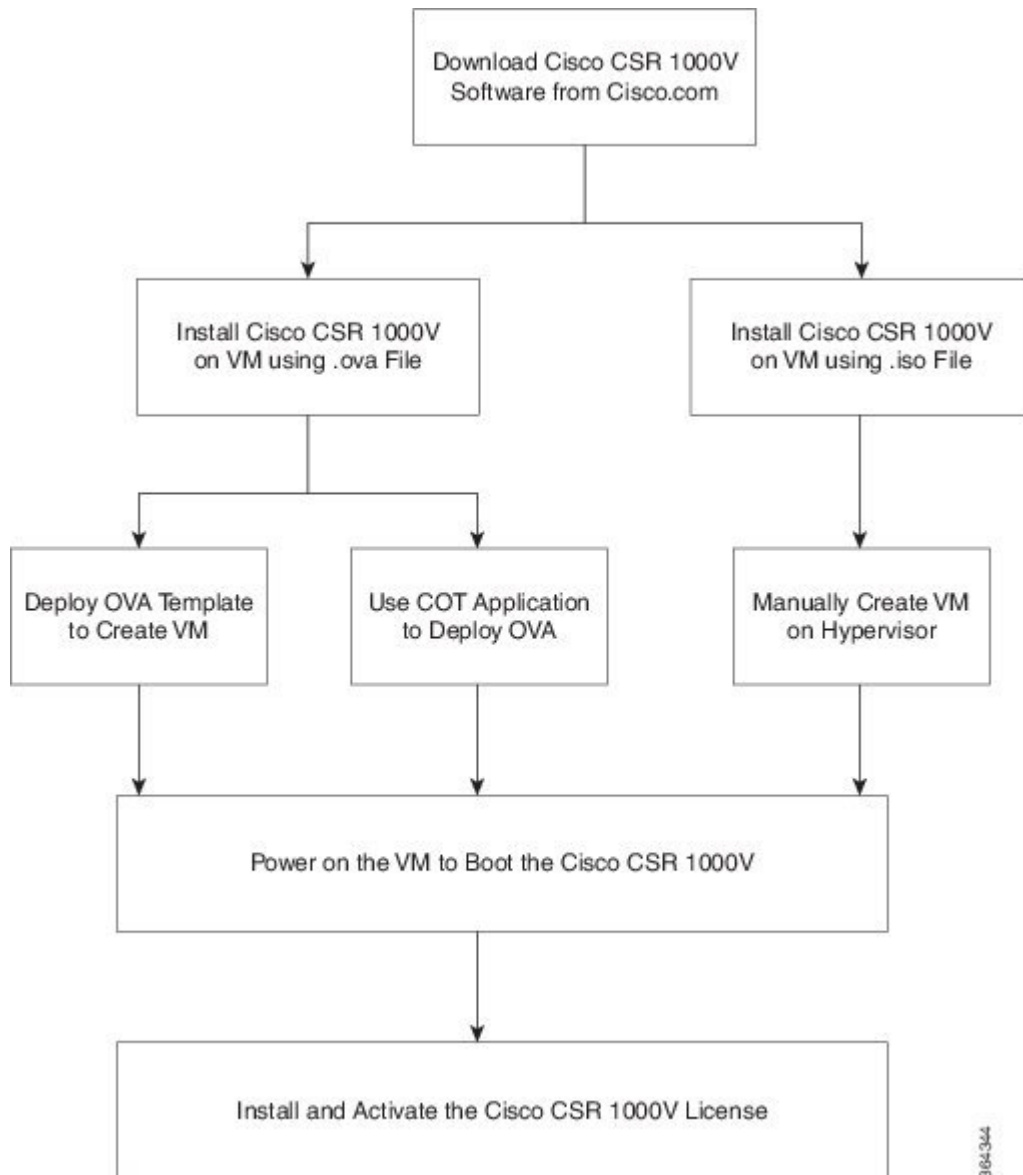 Download Cisco CSR 1000V
Software from Cisco.com
Install Cisco CSR 1000V
on VM using .ova File
Install Cisco CSR 1000V
on VM using .iso File
Deploy OVA Template
to Create VM
Use COT Application
to Deploy OVA
Manually Create VM
on Hypervisor
Power on the VM to Boot the Cisco CSR 1000V
Install and Activate the Cisco CSR 1000V License
364344